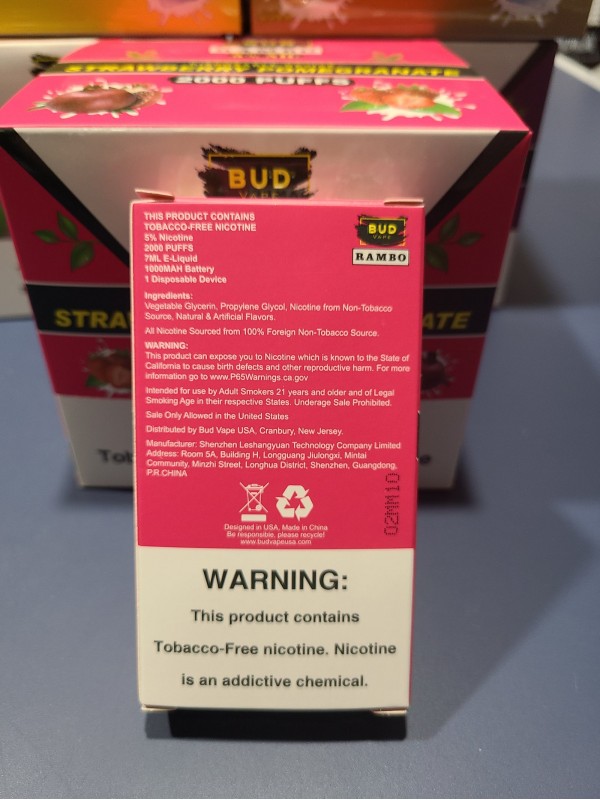 STRAWBERRY POMEGRANATE
2000 PUFFS
BUD
VAPE
THIS PRODUCT CONTAINS
TOBACCO-FREE NICOTINE
5% Nicotine
2000 PUFFS
7ML E-Liquid
1000MAH Battery
1 Disposable Device
BUD
VAPE
RAMBO
Ingredients:
Vegetable Glycerin, Propylene Glycol, Nicotine from Non-Tobacco
Source, Natural & Artificial Flavors.
All Nicotine Sourced from 100% Foreign Non-Tobacco Source.
WARNING:
This product can expose you to Nicotine which is known to the State of
California to cause birth defects and other reproductive harm. For more
information go to www.P65Warnings.ca.gov
Intended for use by Adult Smokers 21 years and older and of Legal
Smoking Age in their respective States. Underage Sale Prohibited.
Sale Only Allowed in the United States
Distributed by Bud Vape USA, Cranbury, New Jersey.
Manufacturer: Shenzhen Leshangyuan Technology Company Limited
Address: Room 5A, Building H, Longguang Jiulongxi, Mintai
Community, Minzhi Street, Longhua District, Shenzhen, Guangdong,
P.R.CHINA
02MM10
Designed in USA, Made in China
Be responsible, please recycle!
www.budvapeusa.com
WARNING:
This product contains
Tobacco-Free nicotine. Nicotine
is an addictive chemical.
STRA
ATE
Tob